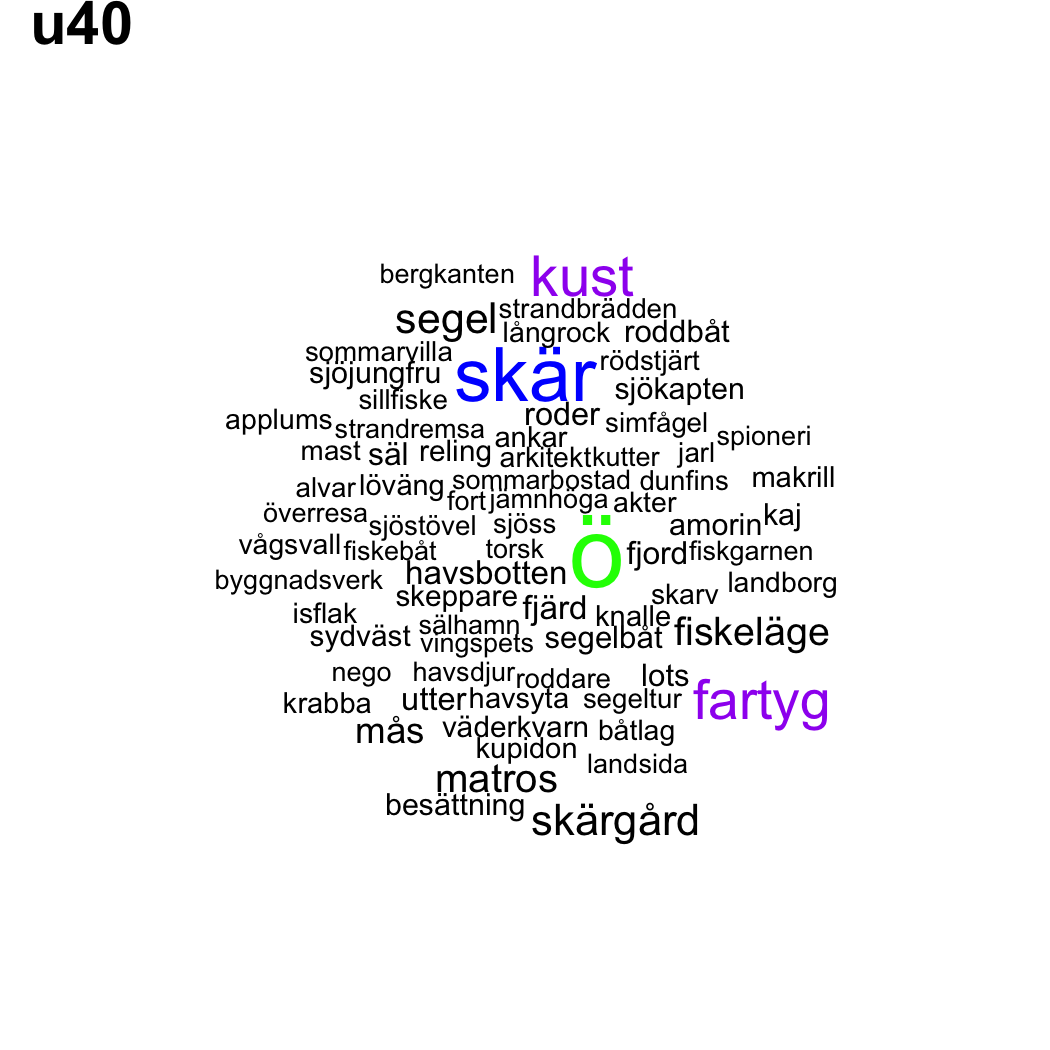 u40
bergkanten kust
segel strandbrädden
långrock roddbåt
sommarvilla skär rödstjärt
sjöjungfru sjökapten
sillfiske roder
applums strandremsa ankar simfågel spioneri
mast säl reling arkitektkutter jarl
alvar löväng sommarbostad dunfins makrill
fort jämnhöga akter
överresa sjöstövel sjöss ö amorin kaj
vågsvall fiskebåt torsk fjord fiskgarnen
byggnadsverk havsbotten landborg
skeppare fjärd knalle skarv
isflak sälhamn
sydväst vingspets segelbåt fiskeläge
nego havsdjur roddare lots
krabba utter havsyta segeltur fartyg
mås väderkvarn båtlag
kupidon landsida
matros
besättning skärgård